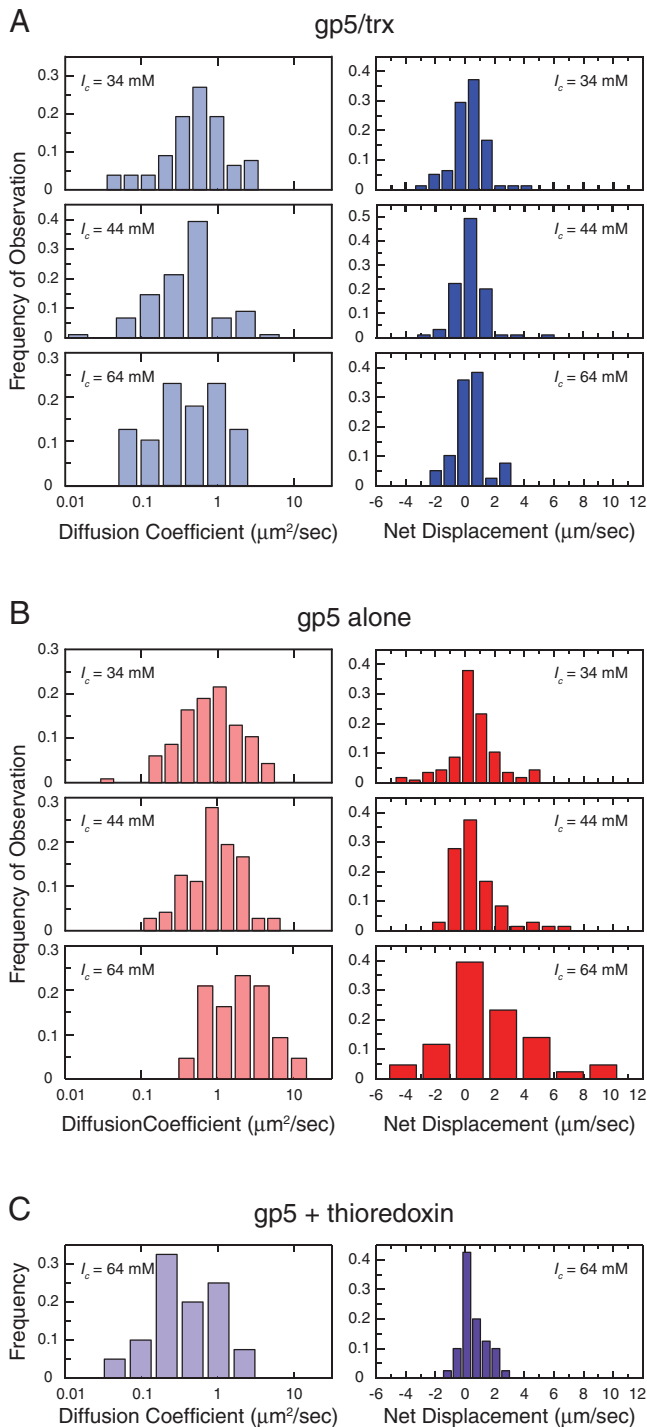 A
gp5/trx
Frequency of Observation
0.3
0.2
0.1
0
I_c = 34 mM
0.4
0.3
0.2
0.1
0
I_c = 34 mM
0.4
0.3
0.2
0.1
0
I_c = 44 mM
0.5
0.4
0.3
0.2
0.1
0
I_c = 44 mM
0.3
0.2
0.1
0
I_c = 64 mM
0.4
0.3
0.2
0.1
0
I_c = 64 mM
0.01 0.1 1 10
-6 -4 -2 0 2 4 6 8 10 12
Diffusion Coefficient (μm²/sec)
Net Displacement (μm/sec)
B
gp5 alone
Frequency of Observation
0.3
0.2
0.1
0
I_c = 34 mM
0.4
0.3
0.2
0.1
0
I_c = 34 mM
0.3
0.2
0.1
0
I_c = 44 mM
0.4
0.3
0.2
0.1
0
I_c = 44 mM
0.3
0.2
0.1
0
I_c = 64 mM
0.4
0.3
0.2
0.1
0
I_c = 64 mM
0.01 0.1 1 10
-6 -4 -2 0 2 4 6 8 10 12
DiffusionCoefficient (μm²/sec)
Net Displacement (μm/sec)
C
gp5 + thioredoxin
Frequency
0.3
0.2
0.1
0
I_c = 64 mM
0.4
0.3
0.2
0.1
0
I_c = 64 mM
0.01 0.1 1 10
-6 -4 -2 0 2 4 6 8 10 12
Diffusion Coefficient (μm²/sec)
Net Displacement (μm/sec)